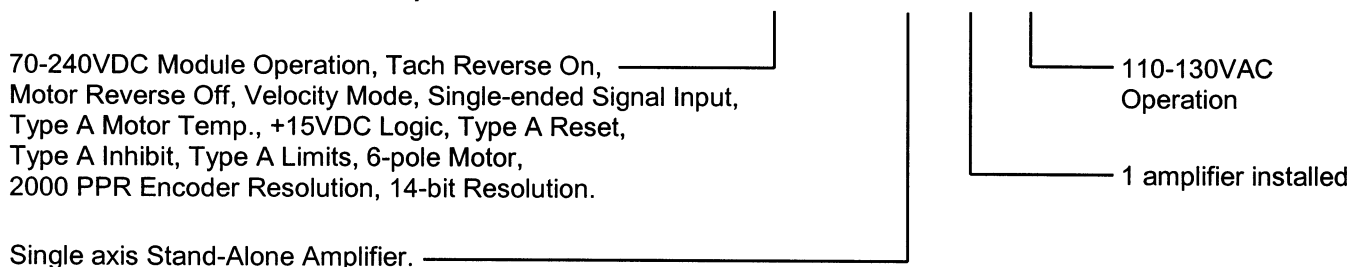 70-240VDC Module Operation, Tach Reverse On,
Motor Reverse Off, Velocity Mode, Single-ended Signal Input,
Type A Motor Temp., +15VDC Logic, Type A Reset,
Type A Inhibit, Type A Limits, 6-pole Motor,
2000 PPR Encoder Resolution, 14-bit Resolution.
Single axis Stand-Alone Amplifier.
110-130VAC
Operation
1 amplifier installed